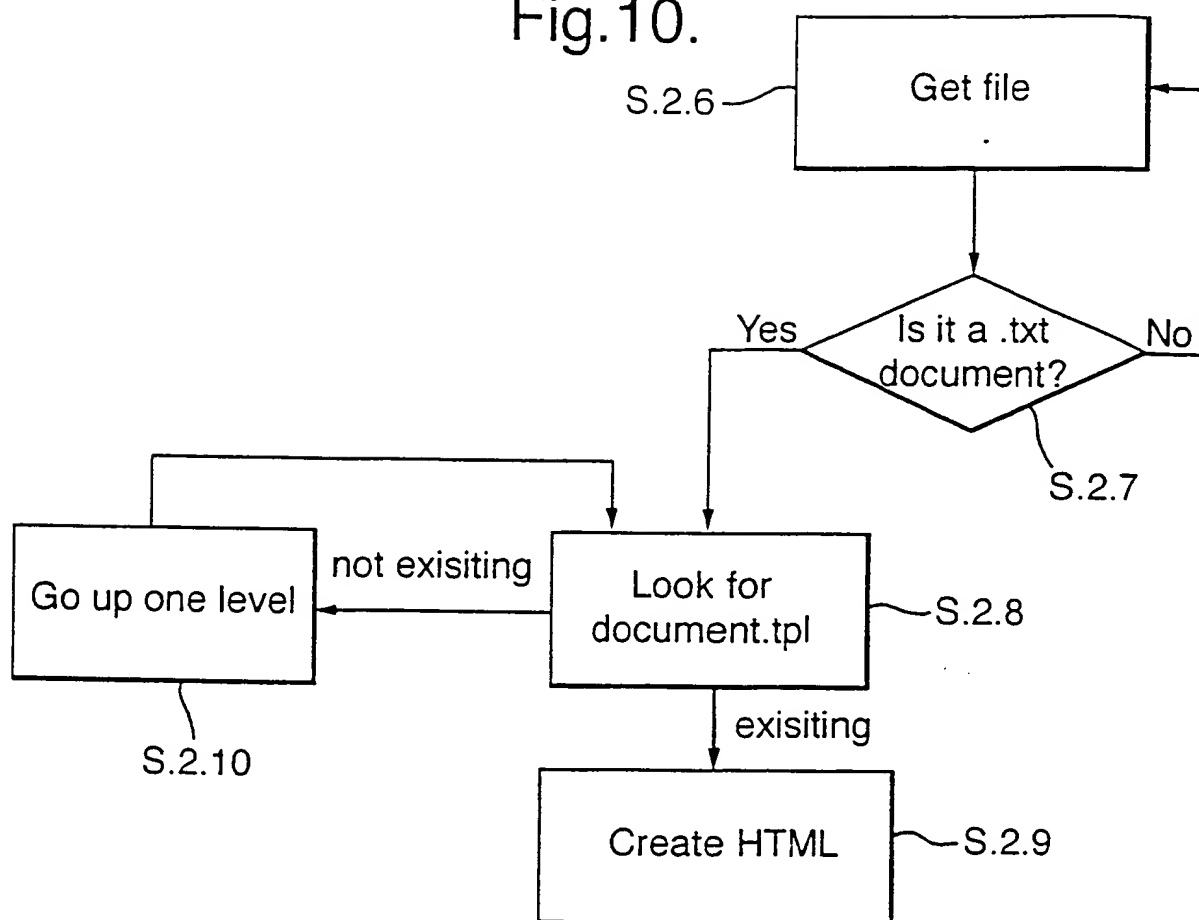 Fig.10.
Get file
S.2.6
Yes
Is it a .txt
document?
No
S.2.7
Go up one level
not exisiting
Look for
document.tpl
S.2.8
S.2.10
exisiting
Create HTML
S.2.9